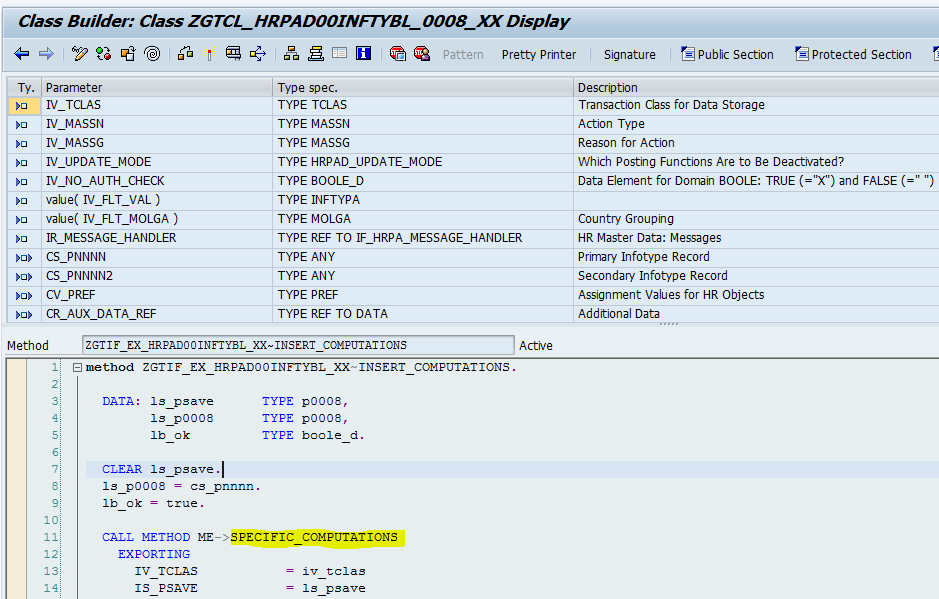 Class Builder: Class ZGTCL_HRPAD00INFTYBL_0008_XX Display
Pattern Pretty Printer Signature Public Section Protected Section
Ty. Parameter Type spec. Description
IV_TCLAS TYPE TCLAS Transaction Class for Data Storage
IV_MASSN TYPE MASSN Action Type
IV_MASSG TYPE MASSG Reason for Action
IV_UPDATE_MODE TYPE HRPAD_UPDATE_MODE Which Posting Functions Are to Be Deactivated?
IV_NO_AUTH_CHECK TYPE BOOLE_D Data Element for Domain BOOLE: TRUE (="X") and FALSE (=" ")
value( IV_FLT_VAL ) TYPE INFTYPA
value( IV_FLT_MOLGA ) TYPE MOLGA Country Grouping
IR_MESSAGE_HANDLER TYPE REF TO IF_HRPA_MESSAGE_HANDLER HR Master Data: Messages
CS_PNNNN TYPE ANY Primary Infotype Record
CS_PNNNN2 TYPE ANY Secondary Infotype Record
CV_PREF TYPE PREF Assignment Values for HR Objects
CR_AUX_DATA_REF TYPE REF TO DATA Additional Data
Method ZGTIF_EX_HRPAD00INFTYBL_XX~INSERT_COMPUTATIONS Active
1 method ZGTIF_EX_HRPAD00INFTYBL_XX~INSERT_COMPUTATIONS.
2
3 DATA: ls_psave TYPE p0008,
4 ls_p0008 TYPE p0008,
5 lb_ok TYPE boole_d.
6
7 CLEAR ls_psave.
8 ls_p0008 = cs_pnnnn.
9 lb_ok = true.
10
11 CALL METHOD ME->SPECIFIC_COMPUTATIONS
12 EXPORTING
13 IV_TCLAS = iv_tclas
14 IS_PSAVE = ls_psave